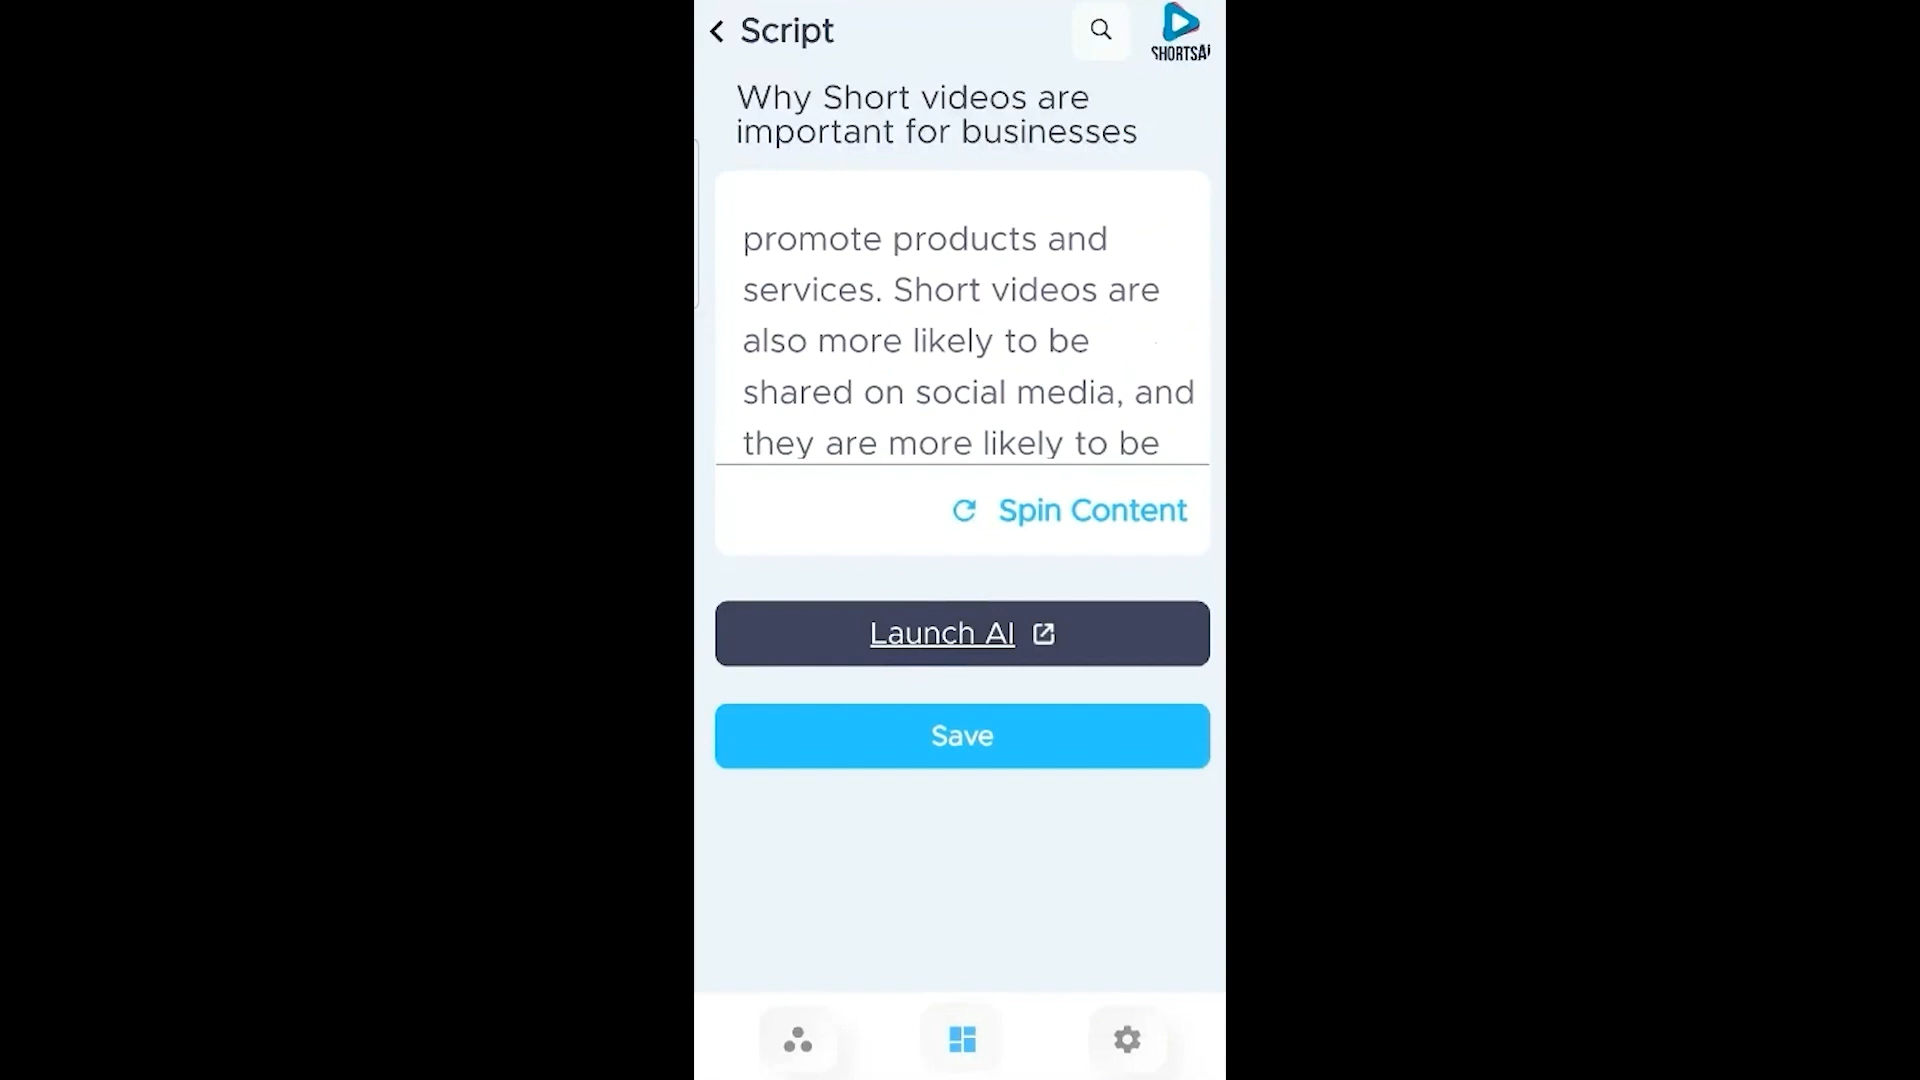 Script
SHORTSAi
Why Short videos are
important for businesses
promote products and
services. Short videos are
also more likely to be
shared on social media, and
they are more likely to be
Spin Content
Launch AI
Save